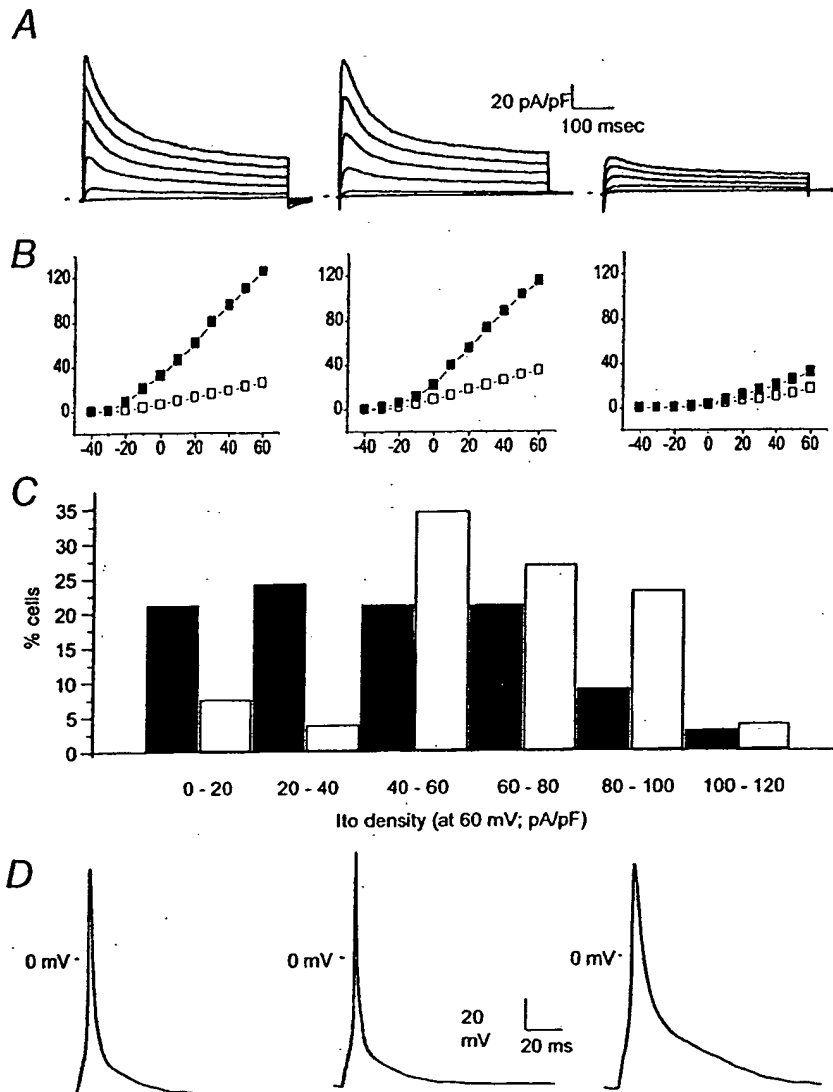 A
20 pA/pF
100 msec
B
120
80
40
0
-40 -20 0 20 40 60
120
80
40
0
-40 -20 0 20 40 60
120
80
40
0
-40 -20 0 20 40 60
C
35
30
25
20
15
10
5
0
% cells
0 - 20 20 - 40 40 - 60 60 - 80 80 - 100 100 - 120
Ito density (at 60 mV; pA/pF)
D
0 mV
0 mV
0 mV
20
mV
20 ms